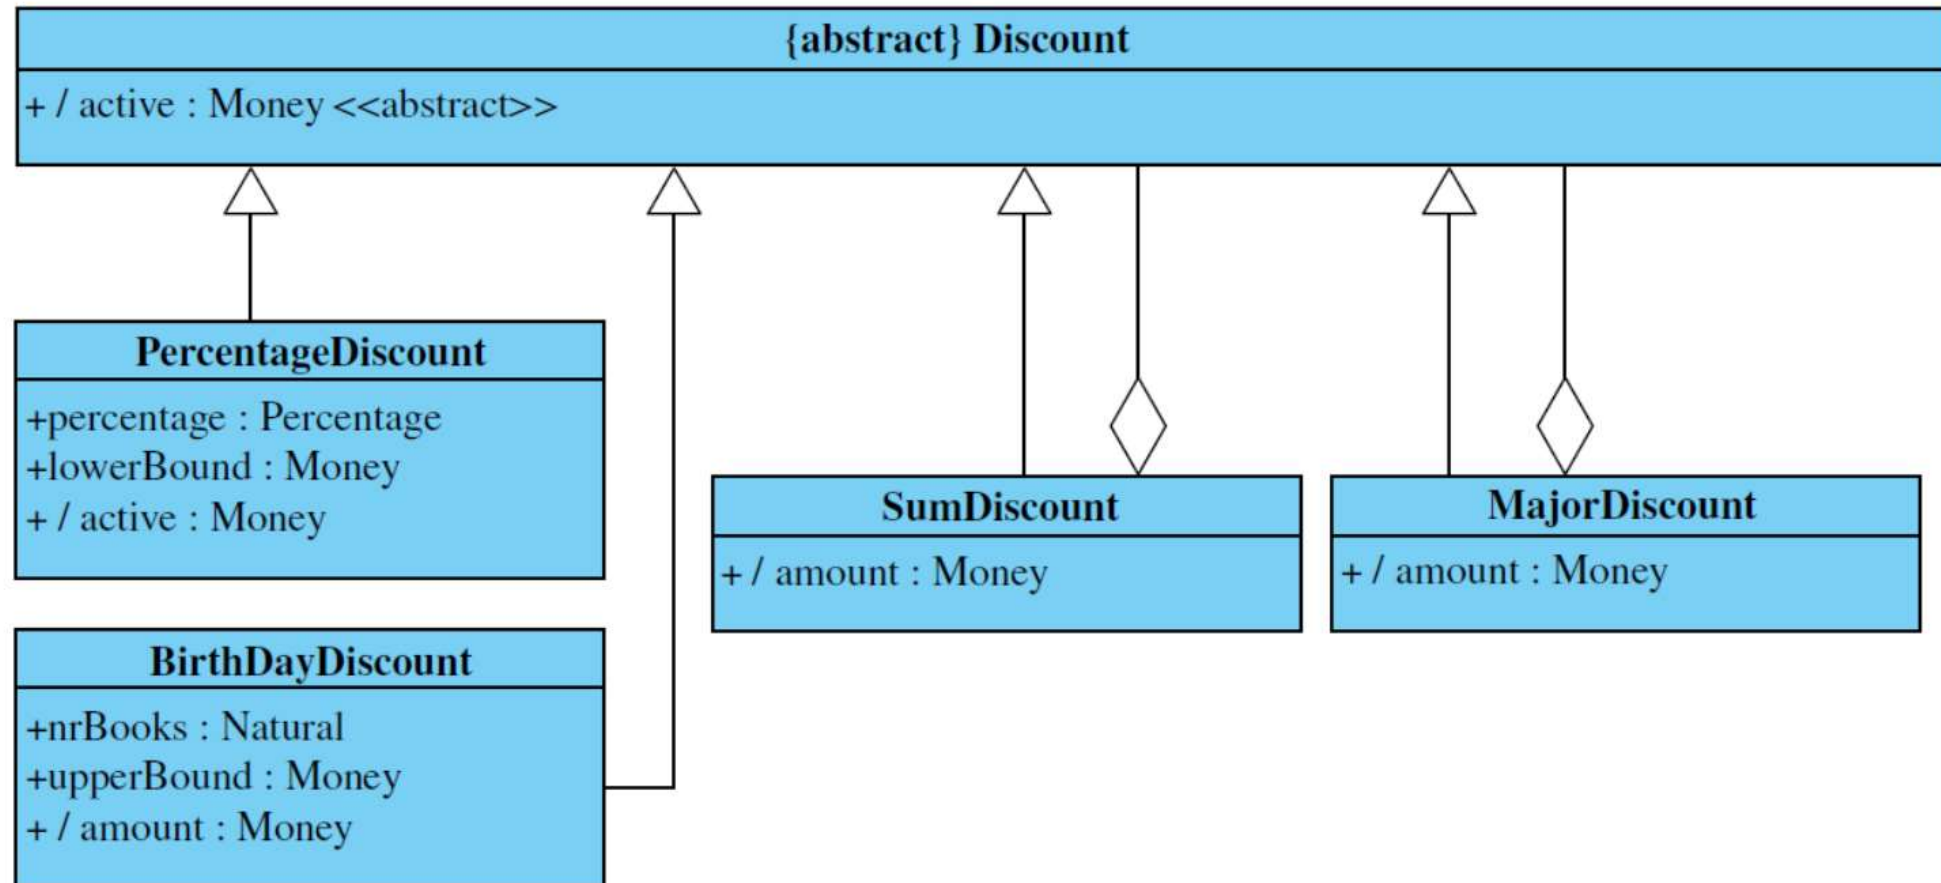 {abstract} Discount
+ / active : Money <<abstract>>
PercentageDiscount
+percentage : Percentage
+lowerBound : Money
+ / active : Money
BirthDayDiscount
+nrBooks : Natural
+upperBound : Money
+ / amount : Money
SumDiscount
+ / amount : Money
MajorDiscount
+ / amount : Money